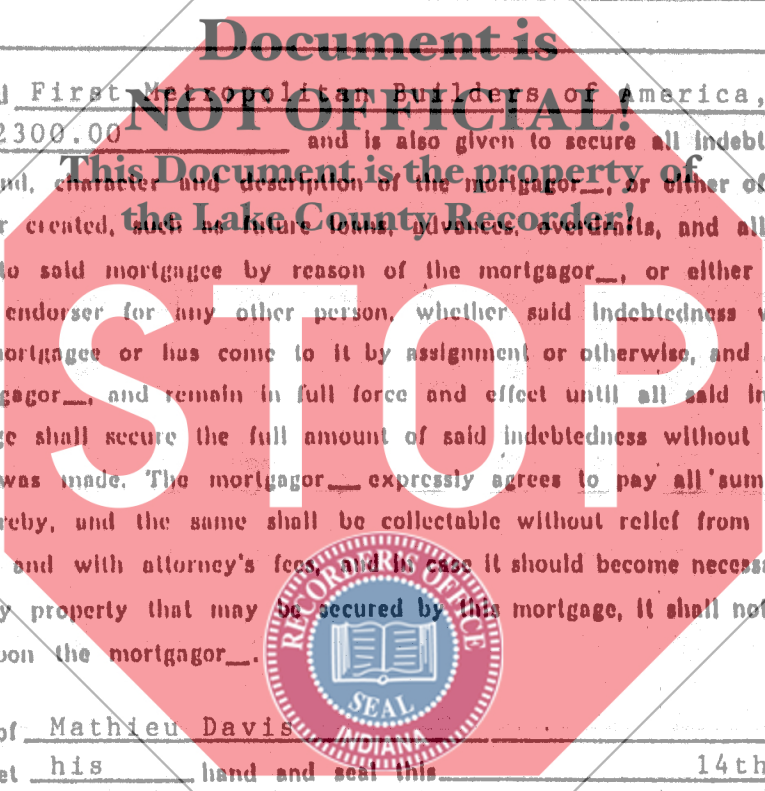 Document is
NOT OFFICIAL!
This Document is the property of
the Lake County Recorder!
STOP
First Metropolitan Builders of America,
2300.00 and is also given to secure all indebt
character and description of the mortgagor__, or either of
created, such as future loans, advances, overdrafts, and all
to said mortgagee by reason of the mortgagor__, or either
endorser for any other person, whether said indebtedness
mortgagee or has come to it by assignment or otherwise, and
gagor__, and remain in full force and effect until all said in
ge shall secure the full amount of said indebtedness without
was made. The mortgagor__ expressly agrees to pay all sum
reby, and the same shall be collectable without relief from
and with attorney's fees, and in case it should become necess
y property that may be secured by this mortgage, it shall not
pon the mortgagor__.
of Mathieu Davis
et his hand and seal this 14th
RECORDER'S OFFICE
SEAL
INDIANA